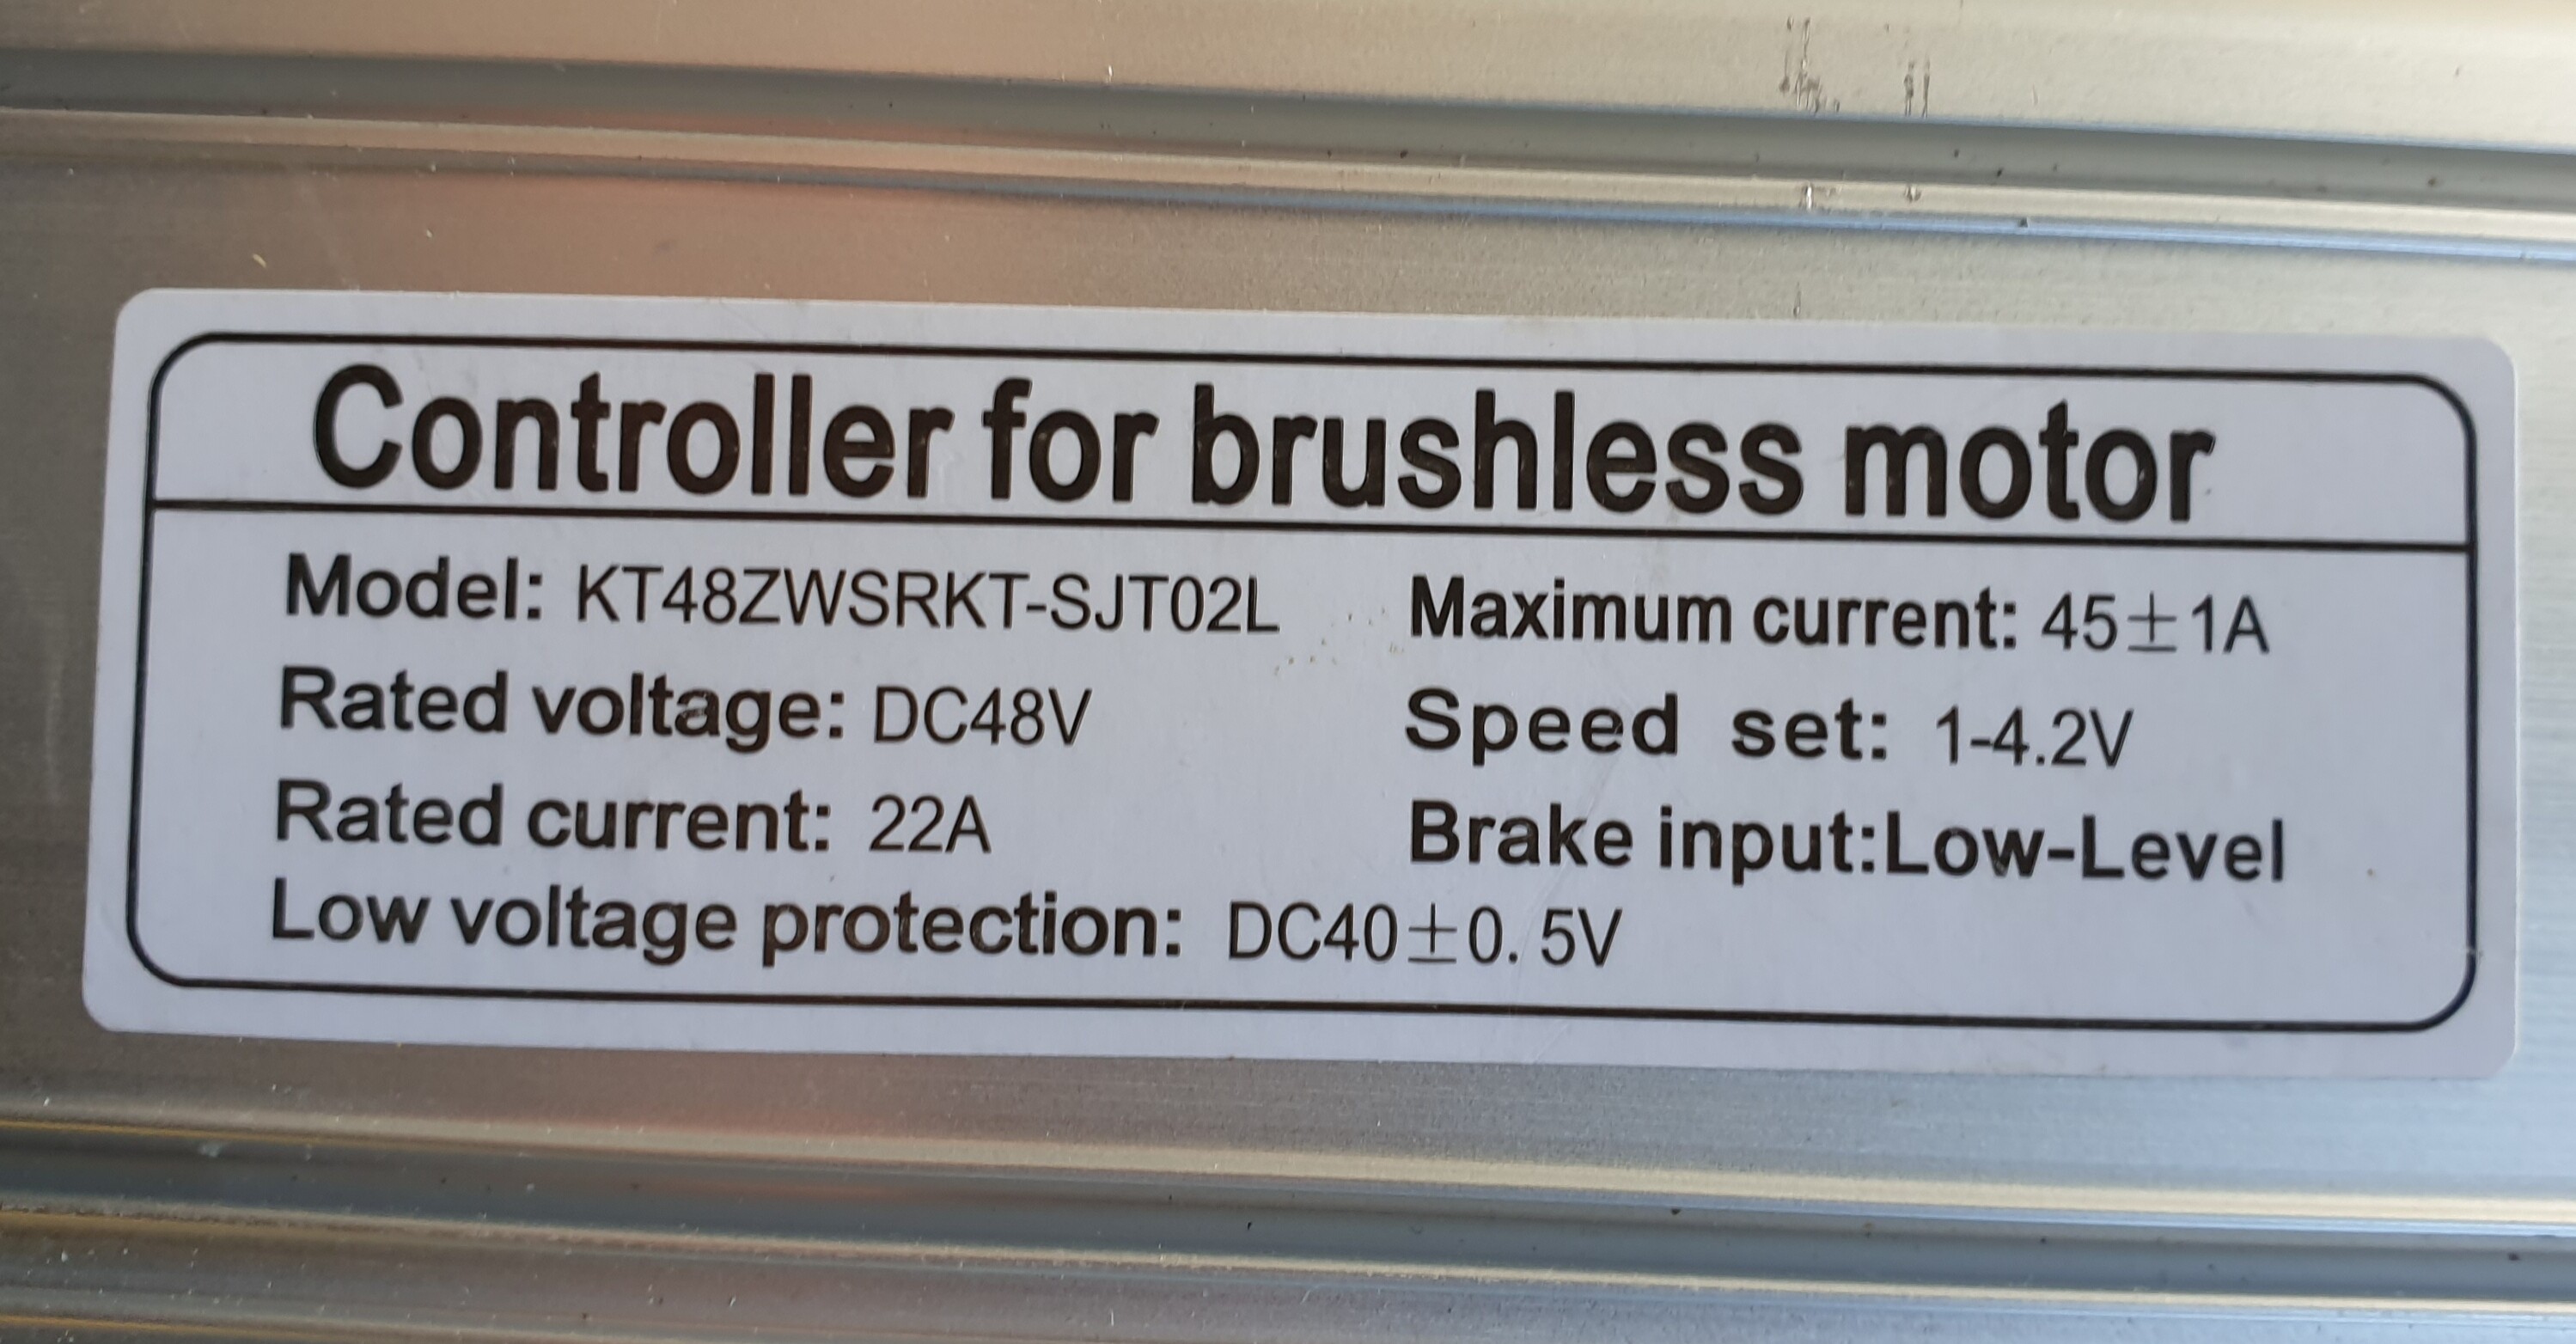 Controller for brushless motor
Model: KT48ZWSRKT-SJT02L
Maximum current: 45±1A
Rated voltage: DC48V
Speed set: 1-4.2V
Rated current: 22A
Brake input:Low-Level
Low voltage protection: DC40±0. 5V